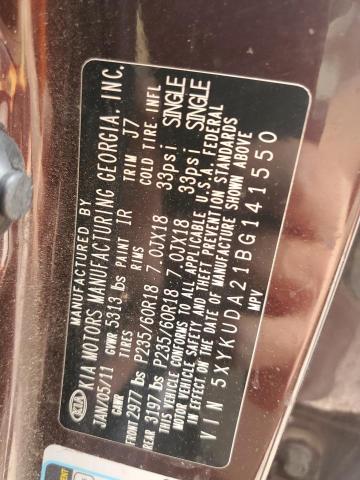 MANUFACTURED BY
KIA KIA MOTORS MANUFACTURING GEORGIA, INC.
JAN/05/11 GVWR 5313 lbs PAINT IR TRIM J7
GAWR TIRES RIMS COLD TIRE. INFL
FRONT 2977 lbs P235/60R18 7.0JX18 33psi SINGLE
REAR 3197 lbs P235/60R18 7.0JX18 33psi SINGLE
THIS VEHICLE CONFORMS TO ALL APPLICABLE U.S.A. FEDERAL
MOTOR VEHICLE SAFETY AND THEFT PREVENTION STANDARDS
IN EFFECT ON THE DATE OF MANUFACTURE SHOWN ABOVE
VIN 5XYKUDA21BG141550
MPV